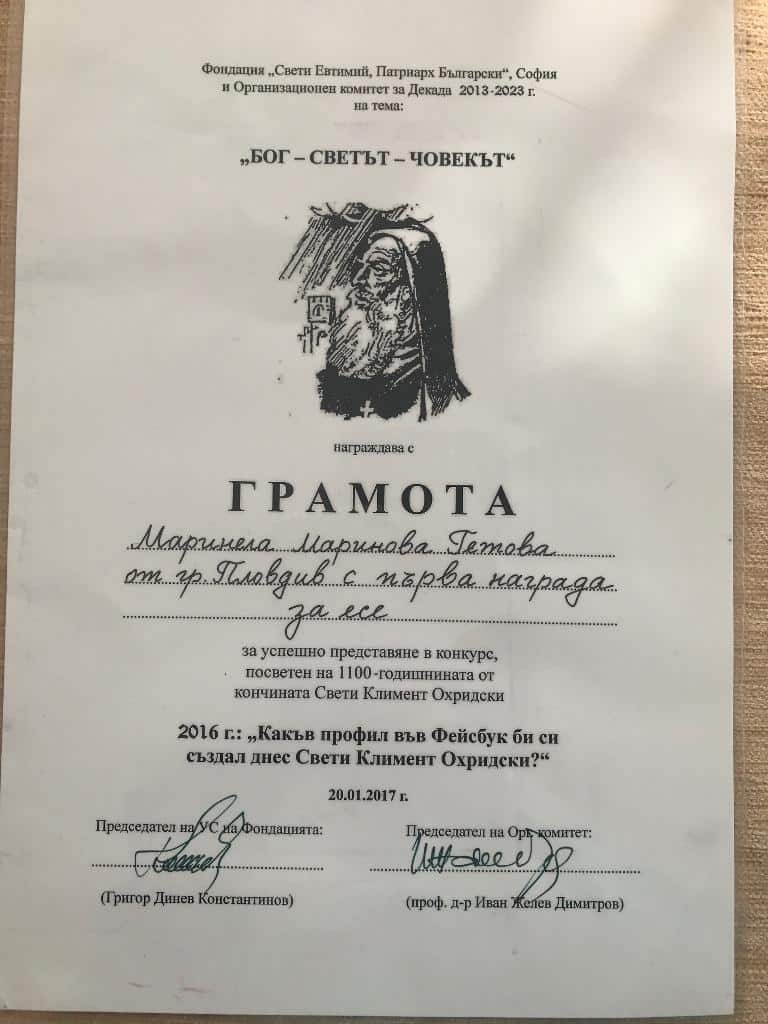 Фондация „Свети Евтимий, Патриарх Български“, София
и Организационен комитет за Декада 2013-2023 г.
на тема:
„БОГ – СВЕТЪТ – ЧОВЕКЪТ“
награждава с
ГРАМОТА
Маринела Маринова Гетова
от гр. Пловдив с първа награда
за есе
за успешно представяне в конкурс,
посветен на 1100-годишнината от
кончината Свети Климент Охридски
2016 г.: „Какъв профил във Фейсбук би си
създал днес Свети Климент Охридски?“
20.01.2017 г.
Председател на УС на Фондацията:
Председател на Орг. комитет:
(Григор Динев Константинов)
(проф. д-р Иван Желев Димитров)